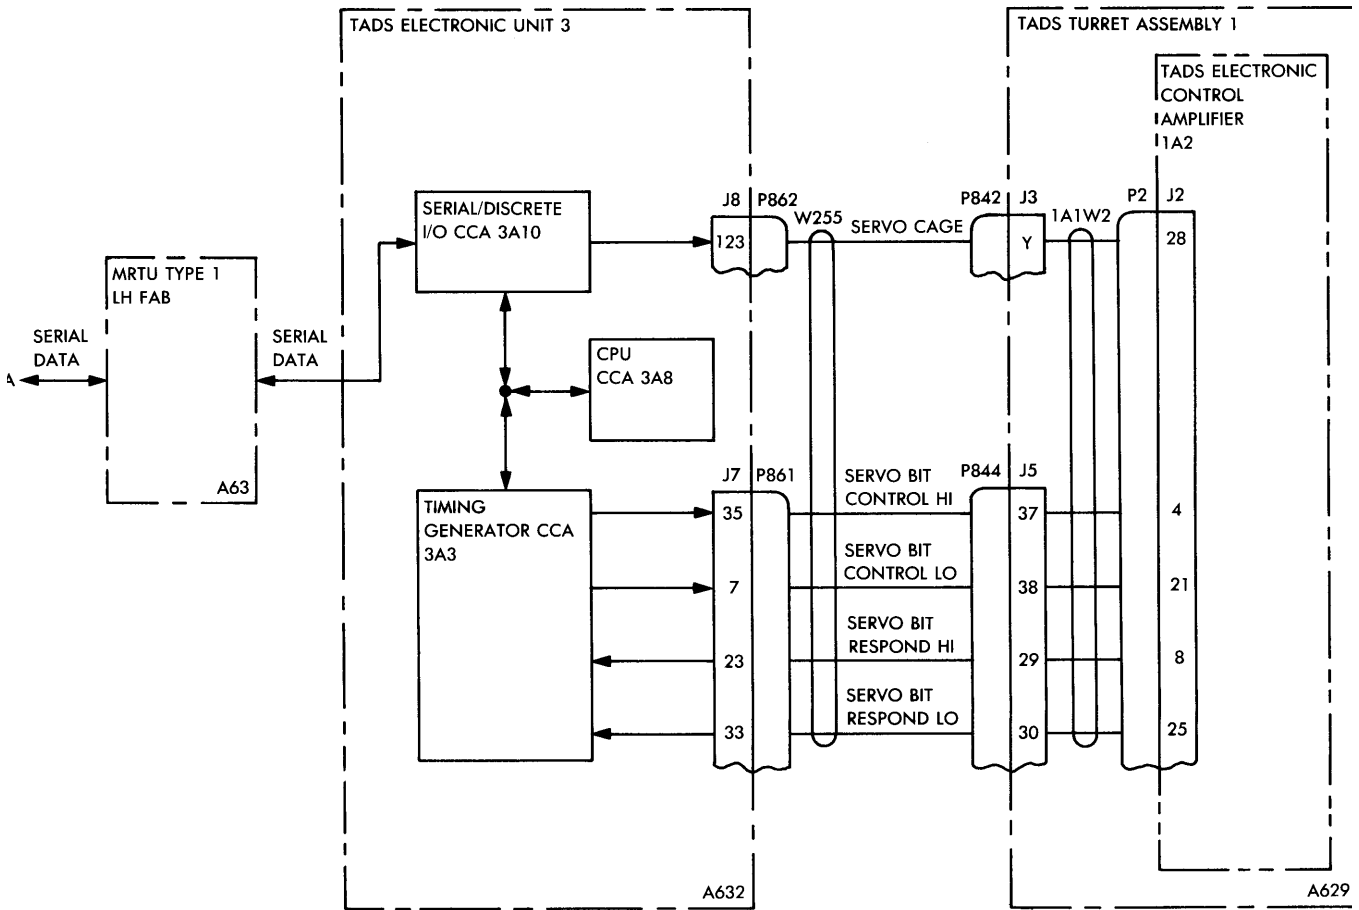 TADS ELECTRONIC UNIT 3
TADS TURRET ASSEMBLY 1
TADS ELECTRONIC
CONTROL
AMPLIFIER
1A2
SERIAL/DISCRETE
I/O CCA 3A10
J8
P862
W255
SERVO CAGE
P842
J3
1A1W2
P2
J2
123
Y
28
MRTU TYPE 1
LH FAB
SERIAL
DATA
SERIAL
DATA
A
A63
CPU
CCA 3A8
TIMING
GENERATOR CCA
3A3
J7
P861
P844
J5
35
SERVO BIT
CONTROL HI
37
4
7
SERVO BIT
CONTROL LO
38
21
23
SERVO BIT
RESPOND HI
29
8
33
SERVO BIT
RESPOND LO
30
25
A632
A629